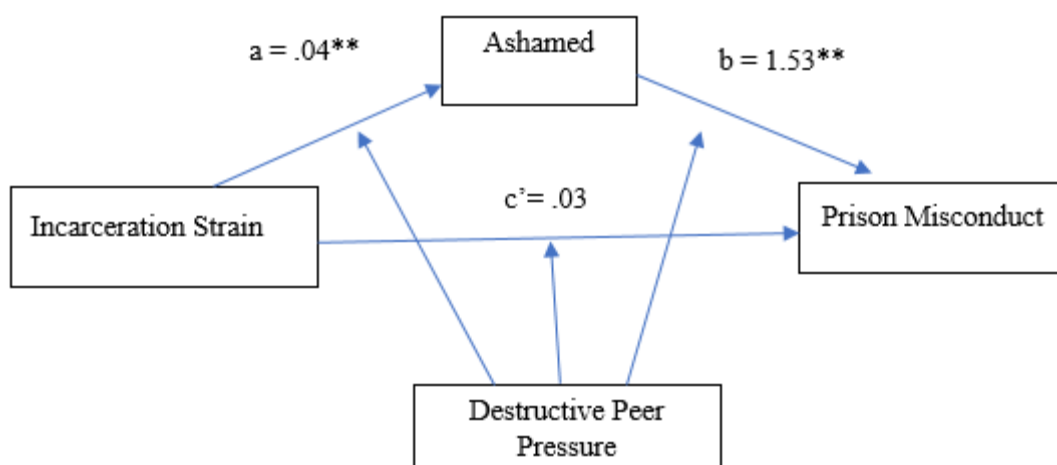 a = .04**
Ashamed
b = 1.53**
Incarceration Strain
c’= .03
Prison Misconduct
Destructive Peer
Pressure